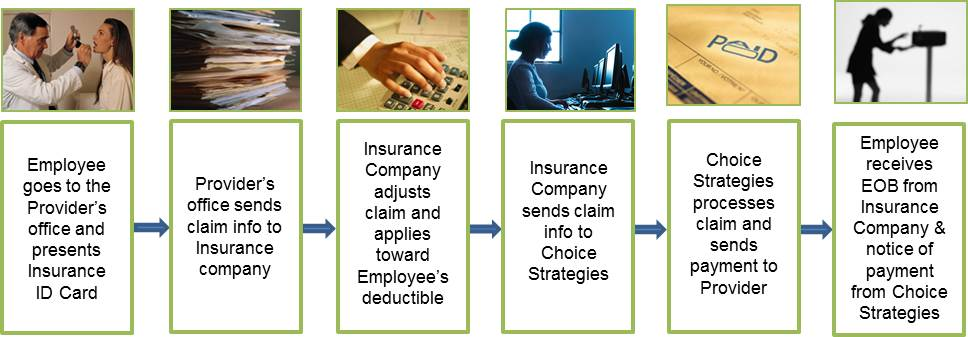 PAID
Employee
goes to the
Provider's
office and
presents
Insurance
ID Card
Provider's
office sends
claim info to
Insurance
company
Insurance
Company
adjusts
claim and
applies
toward
Employee's
deductible
Insurance
Company
sends claim
info to
Choice
Strategies
Choice
Strategies
processes
claim and
sends
payment to
Provider
Employee
receives
EOB from
Insurance
Company &
notice of
payment
from Choice
Strategies